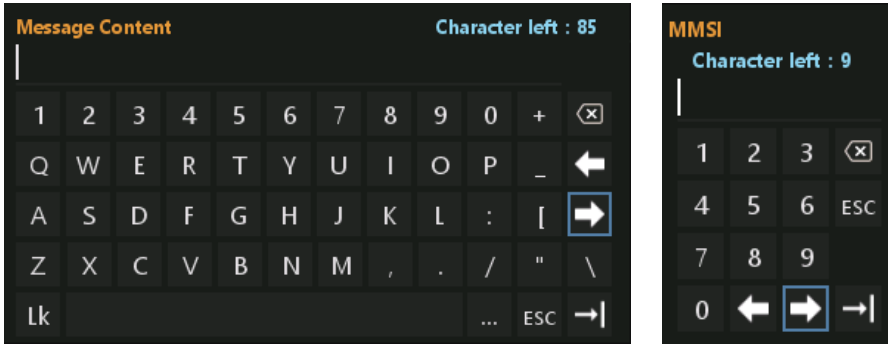 Message Content Character left : 85
1 2 3 4 5 6 7 8 9 0 +
Q W E R T Y U I O P _
A S D F G H J K L : [
Z X C V B N M , . / " \
Lk ... ESC
MMSI
Character left : 9
1 2 3
4 5 6 ESC
7 8 9
0